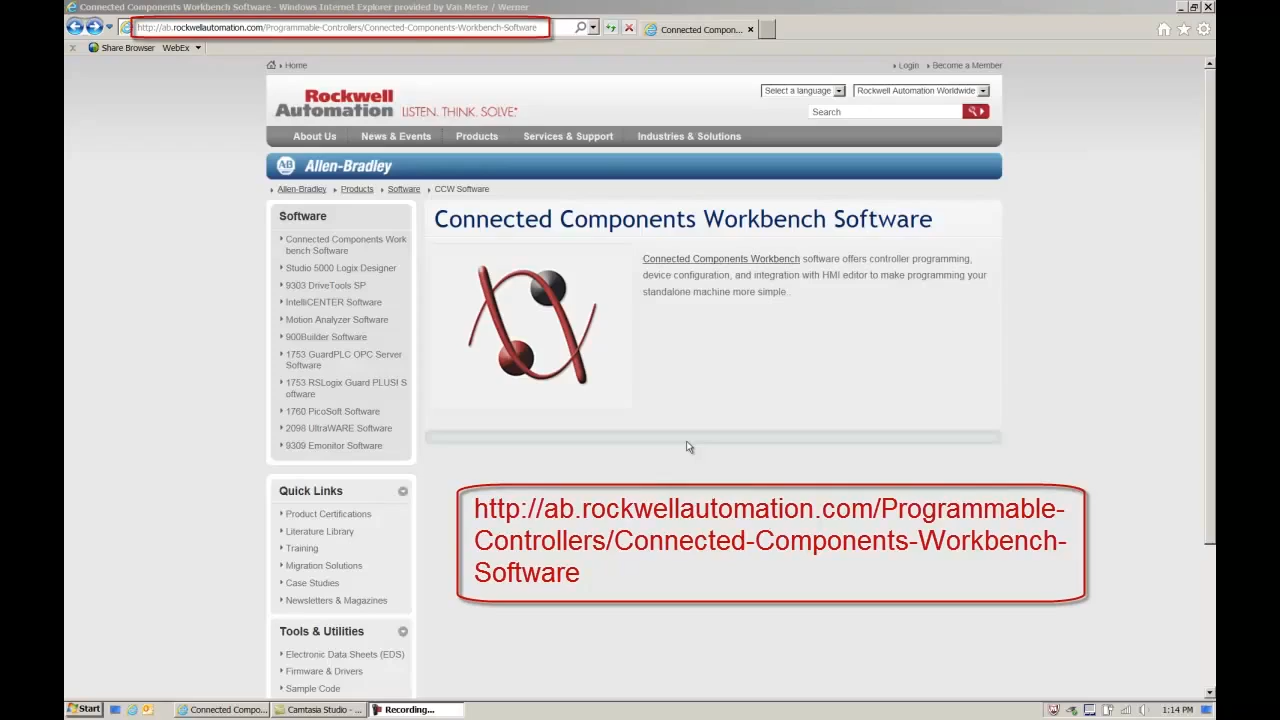 Connected Components Workbench Software - Windows Internet Explorer provided by Van Meter / Werner
http://ab.rockwellautomation.com/Programmable-Controllers/Connected-Components-Workbench-Software
Connected Compon...
Share Browser WebEx
Home
Login Become a Member
Rockwell
Automation LISTEN. THINK. SOLVE.
Select a language
Rockwell Automation Worldwide
Search
About Us News & Events Products Services & Support Industries & Solutions
AB Allen-Bradley
Allen-Bradley Products Software CCW Software
Software
Connected Components Work
bench Software
Studio 5000 Logix Designer
9303 DriveTools SP
IntelliCENTER Software
Motion Analyzer Software
900Builder Software
1753 GuardPLC OPC Server
Software
1753 RSLogix Guard PLUS! S
oftware
1760 PicoSoft Software
2098 UltraWARE Software
9309 Emonitor Software
Connected Components Workbench Software
Connected Components Workbench software offers controller programming,
device configuration, and integration with HMI editor to make programming your
standalone machine more simple..
Quick Links
Product Certifications
Literature Library
Training
Migration Solutions
Case Studies
Newsletters & Magazines
http://ab.rockwellautomation.com/Programmable-
Controllers/Connected-Components-Workbench-
Software
Tools & Utilities
Electronic Data Sheets (EDS)
Firmware & Drivers
Sample Code
Start
Connected Compo...
Camtasia Studio - ...
Recording...
1:14 PM